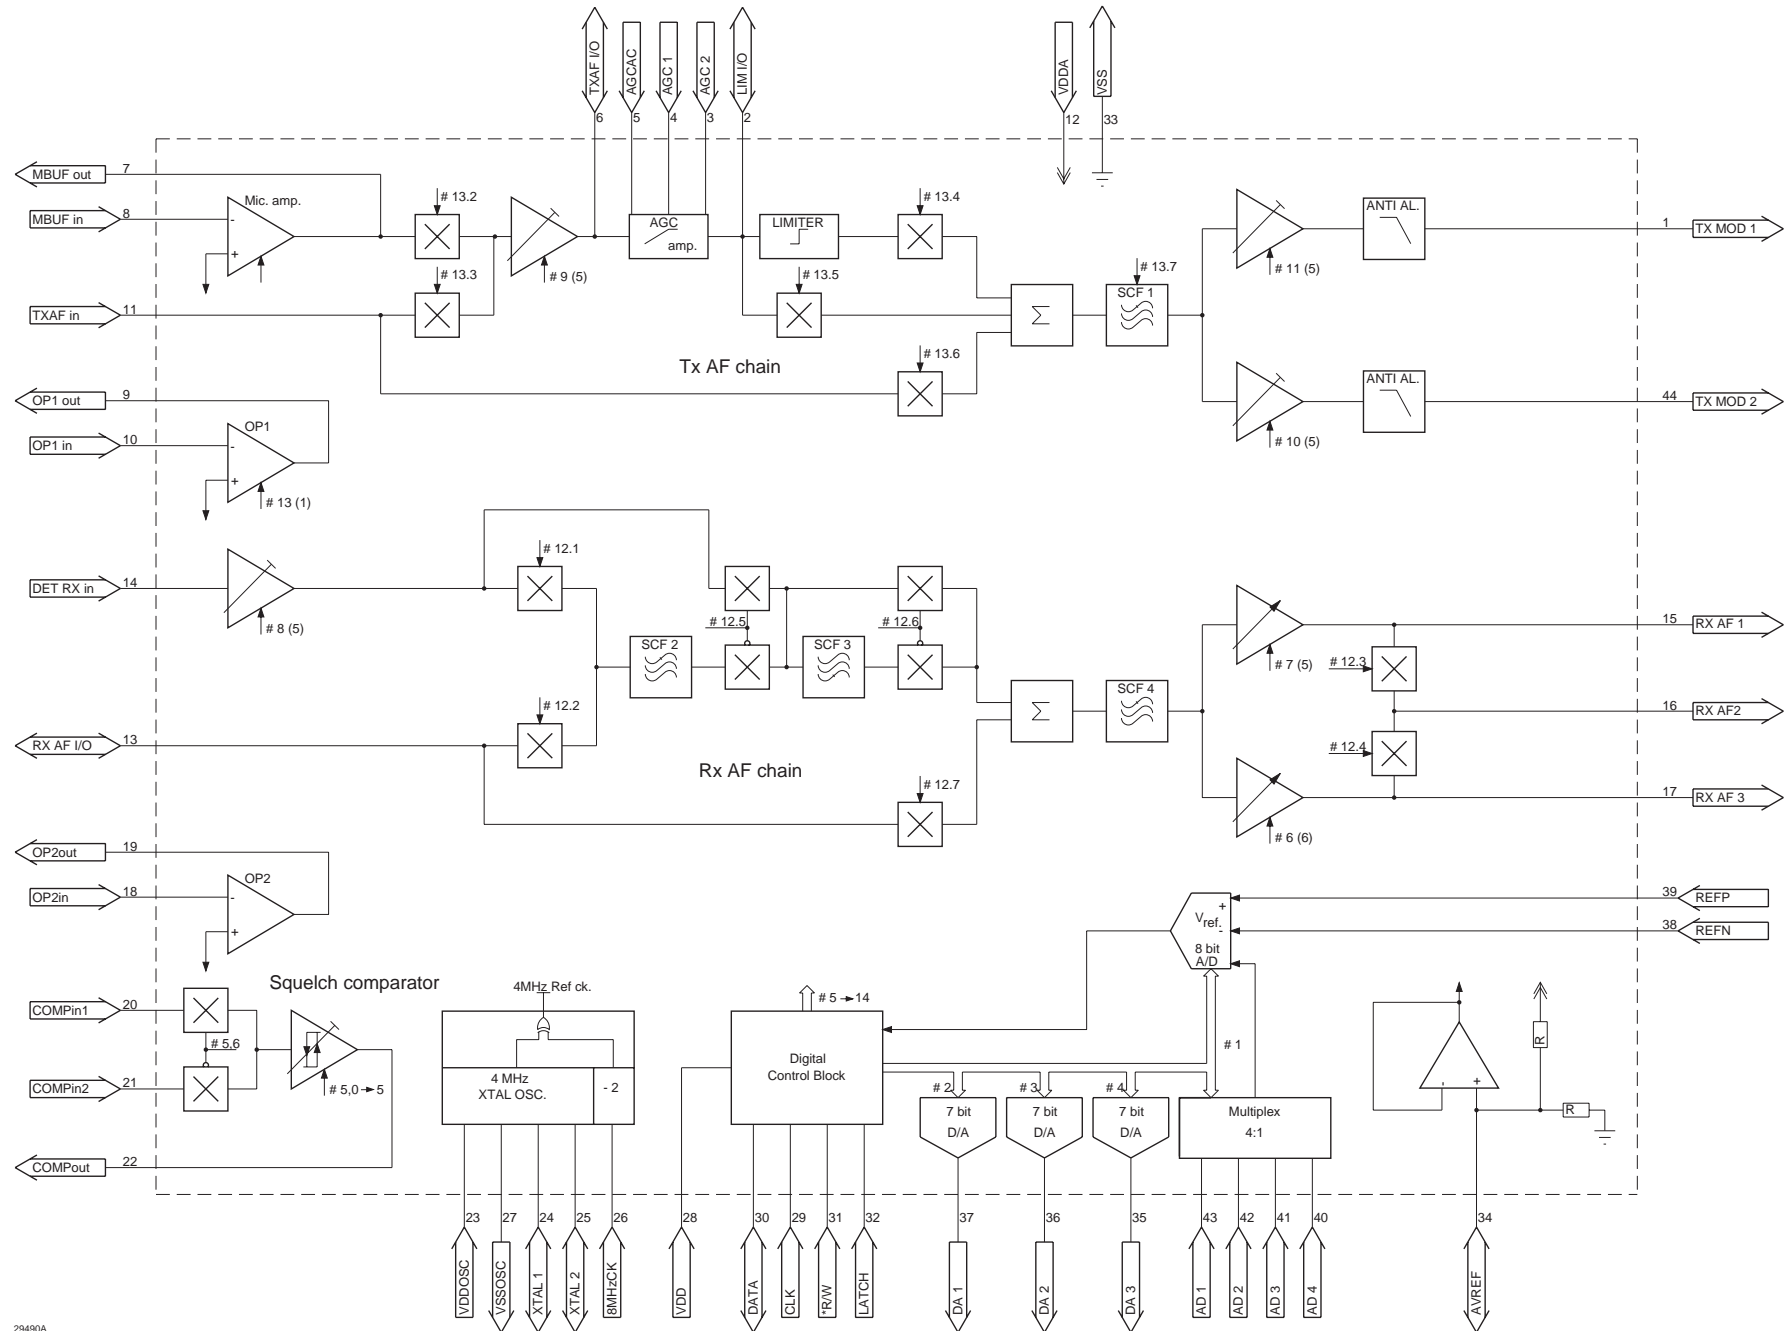 TXAF I/O
AGCAC
AGC 1
AGC 2
LIM I/O
VDDA
VSS
6
5
4
3
2
12
33
MBUF out
7
MBUF in
8
Mic. amp.
-
+
# 13.2
# 13.3
# 9 (5)
AGC
amp.
LIMITER
# 13.4
# 13.5
# 13.6
Σ
# 13.7
SCF 1
# 11 (5)
ANTI AL.
1
TX MOD 1
TXAF in
11
Tx AF chain
# 10 (5)
ANTI AL.
44
TX MOD 2
OP1 out
9
OP1 in
10
OP1
-
+
# 13 (1)
DET RX in
14
# 8 (5)
# 12.1
# 12.5
# 12.6
SCF 2
SCF 3
# 12.2
RX AF I/O
13
Rx AF chain
# 12.7
Σ
SCF 4
# 7 (5)
# 6 (6)
# 12.3
# 12.4
15
RX AF 1
16
RX AF2
17
RX AF 3
OP2out
19
OP2in
18
OP2
-
+
39
REFP
38
REFN
+
Vref.
-
8 bit
A/D
Squelch comparator
COMPin1
20
# 5,6
COMPin2
21
# 5,0→5
COMPout
22
4MHz Ref ck.
4 MHz
XTAL OSC.
- 2
# 5→14
Digital
Control Block
# 1
# 2
# 3
# 4
7 bit
D/A
7 bit
D/A
7 bit
D/A
Multiplex
4:1
-
+
R
R
23
27
24
25
26
28
30
29
31
32
37
36
35
43
42
41
40
34
VDDOSC
VSSOSC
XTAL 1
XTAL 2
8MHzCK
VDD
DATA
CLK
*R/W
LATCH
DA 1
DA 2
DA 3
AD 1
AD 2
AD 3
AD 4
AVREF
29490A